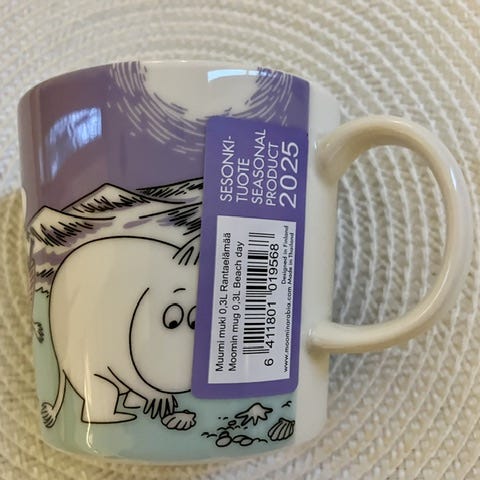 SESONKI-
TUOTE
SEASONAL
PRODUCT
2025
Muumi muki 0,3L Rantaelämää
Moomin mug 0,3L Beach day
6 411801 019568
Designed in Finland
www.moominarabia.com Made in Thailand